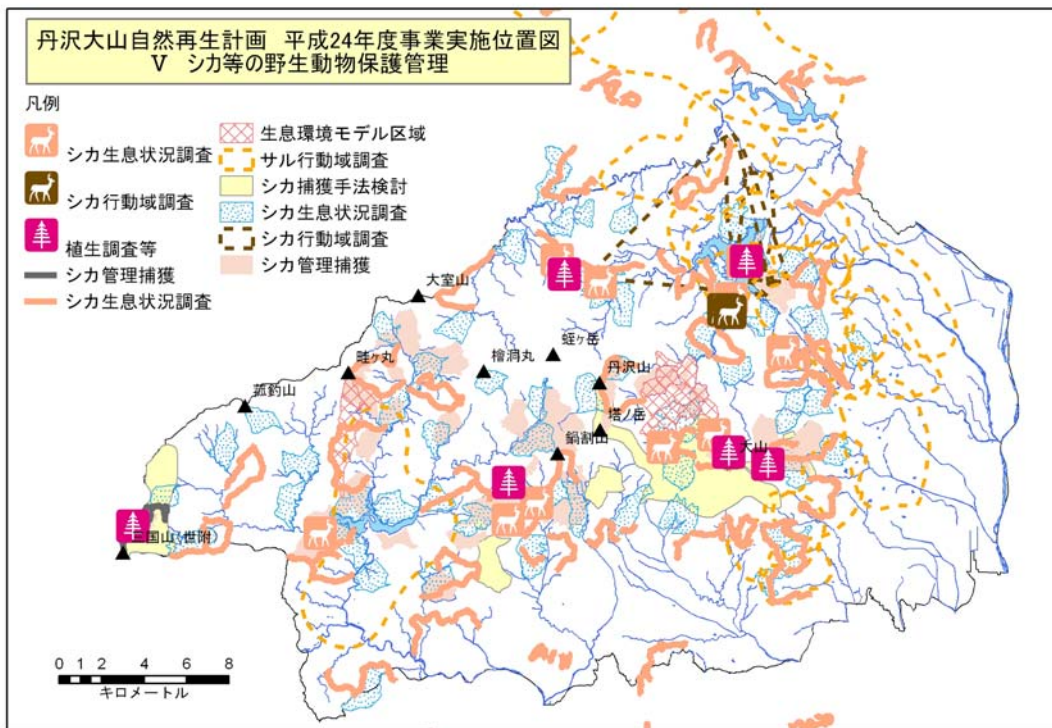 丹沢大山自然再生計画 平成24年度事業実施位置図
Ⅴ シカ等の野生動物保護管理
凡例
シカ生息状況調査
シカ行動域調査
植生調査等
シカ管理捕獲
シカ生息状況調査
生息環境モデル区域
サル行動域調査
シカ捕獲手法検討
シカ生息状況調査
シカ行動域調査
シカ管理捕獲
大室山
畦ヶ丸
菰釣山
檜洞丸
蛭ヶ岳
丹沢山
塔ノ岳
鍋割山
大山
三国山(世附)
0 1 2 4 6 8
キロメートル